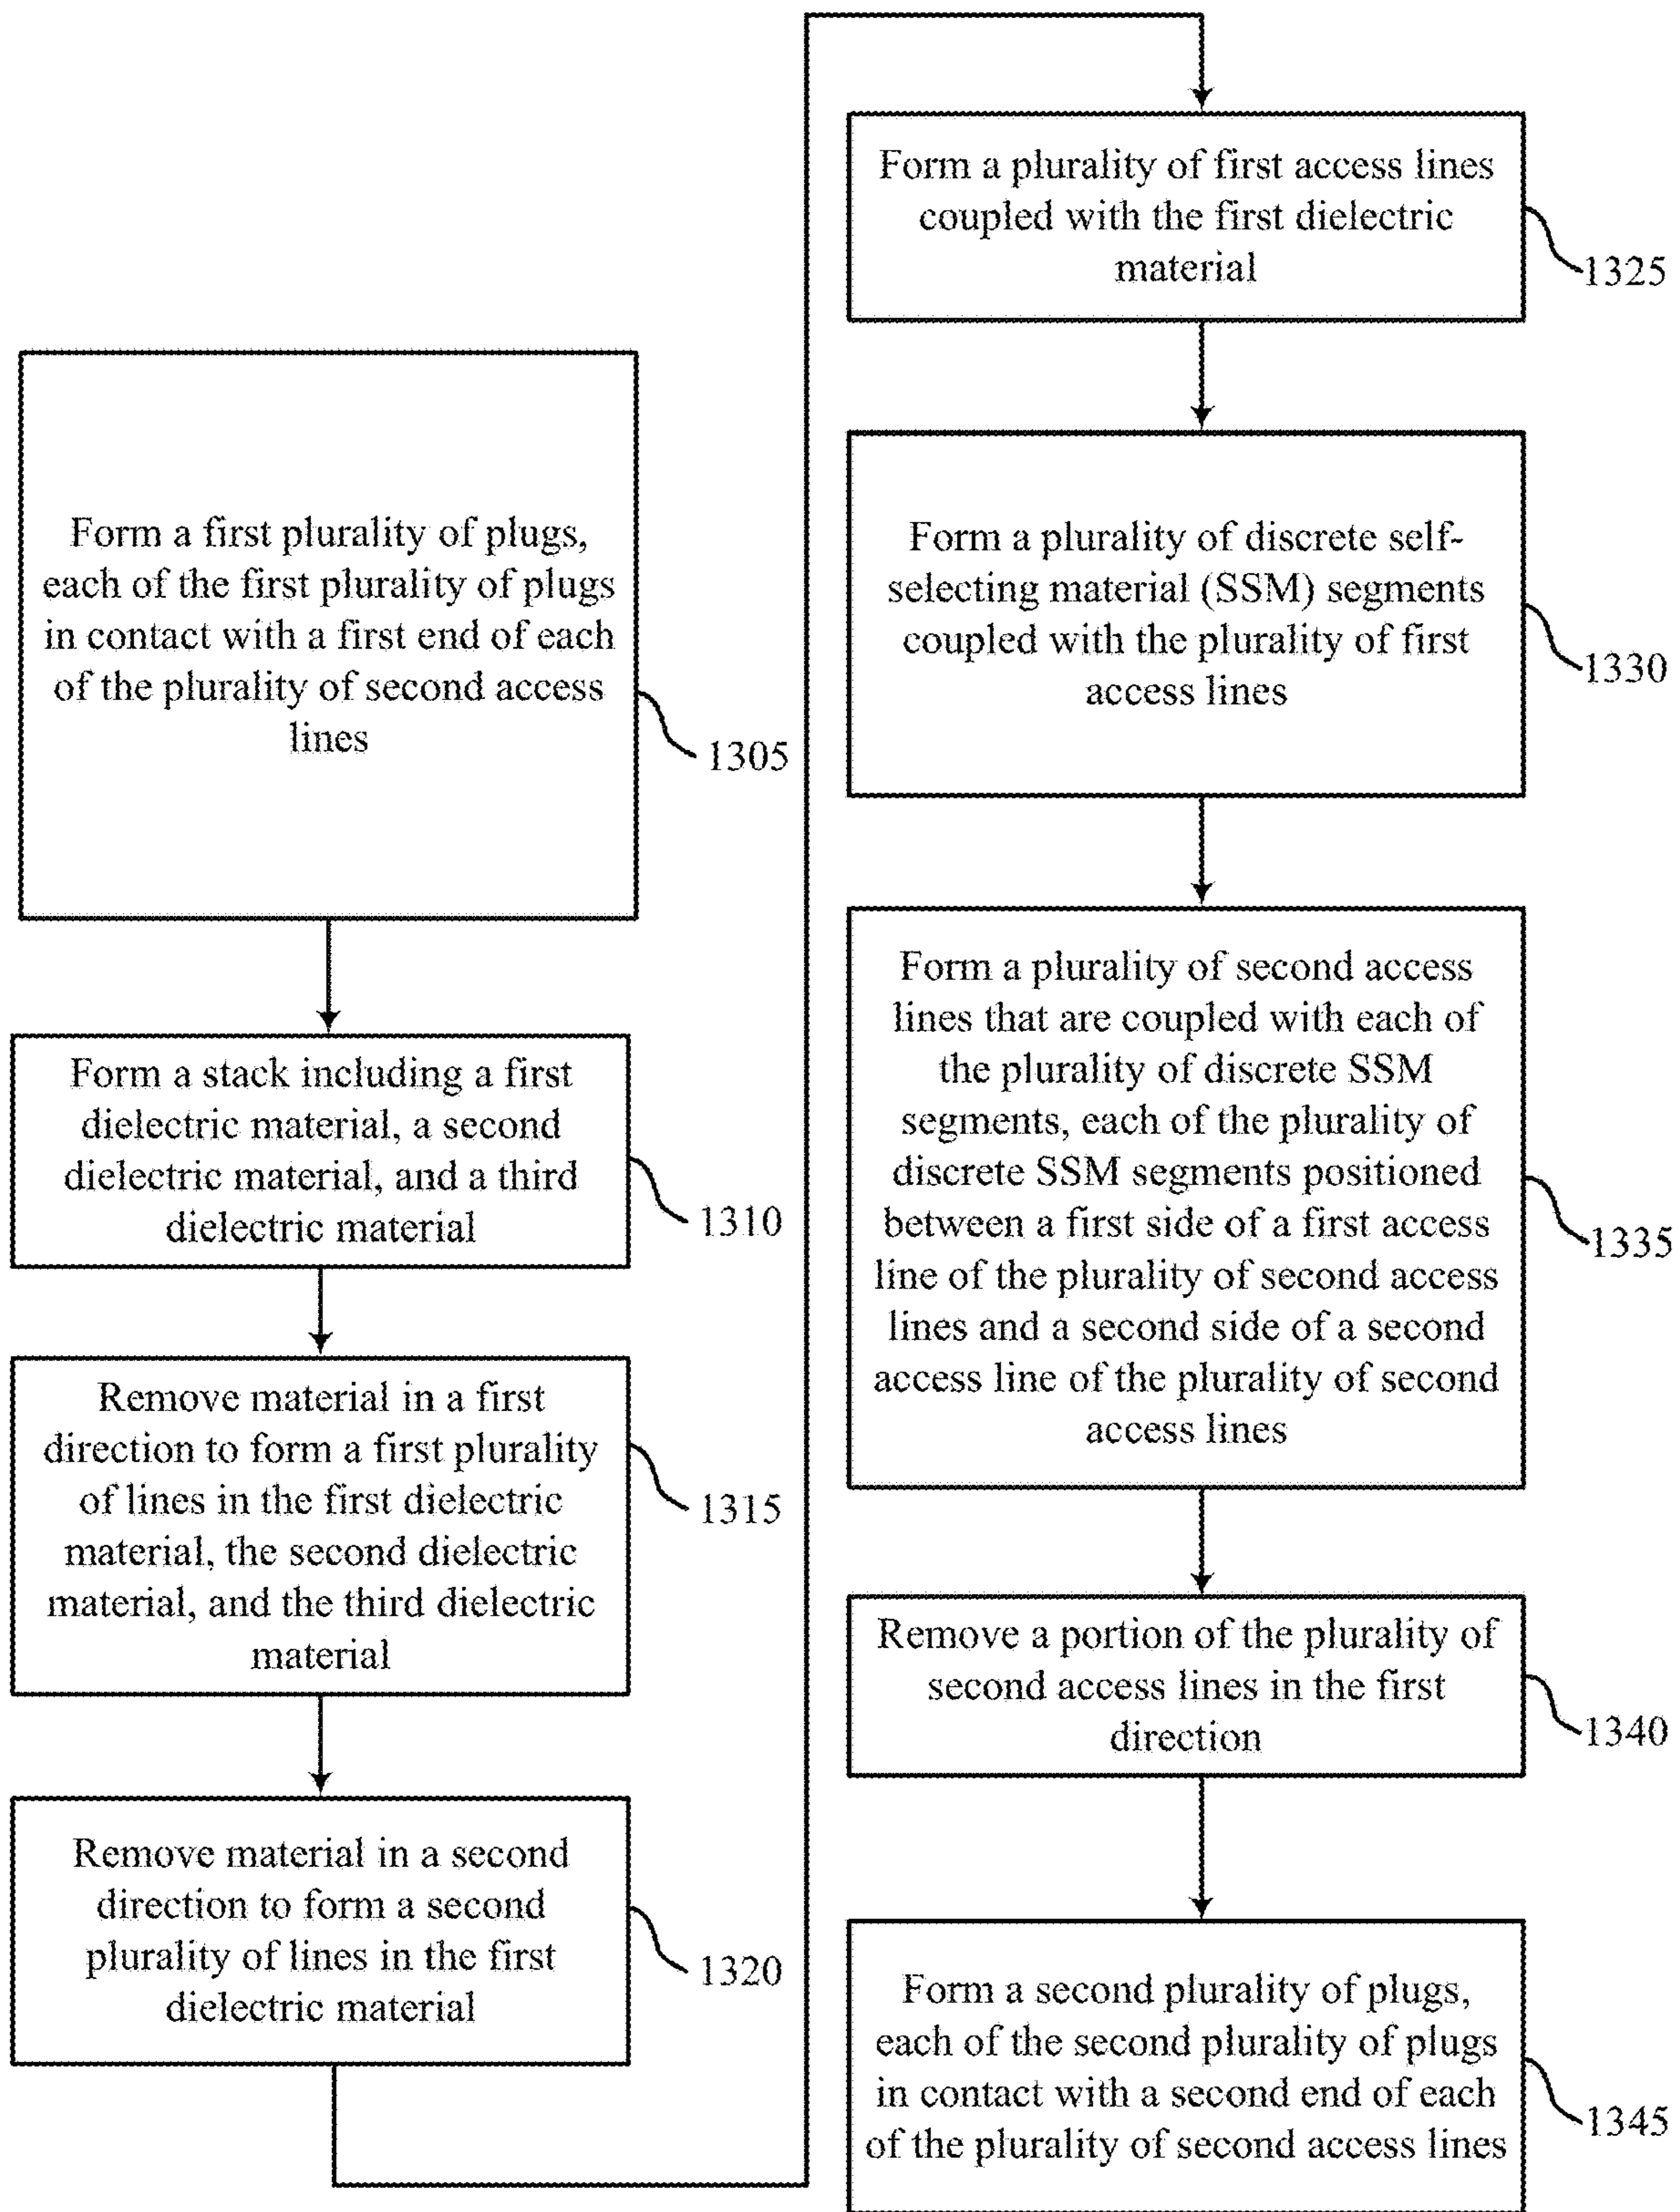 Form a first plurality of plugs,
each of the first plurality of plugs
in contact with a first end of each
of the plurality of second access
lines
1305
Form a stack including a first
dielectric material, a second
dielectric material, and a third
dielectric material
1310
Remove material in a first
direction to form a first plurality
of lines in the first dielectric
material, the second dielectric
material, and the third dielectric
material
1315
Remove material in a second
direction to form a second
plurality of lines in the first
dielectric material
1320
Form a plurality of first access lines
coupled with the first dielectric
material
1325
Form a plurality of discrete self-
selecting material (SSM) segments
coupled with the plurality of first
access lines
1330
Form a plurality of second access
lines that are coupled with each of
the plurality of discrete SSM
segments, each of the plurality of
discrete SSM segments positioned
between a first side of a first access
line of the plurality of second access
lines and a second side of a second
access line of the plurality of second
access lines
1335
Remove a portion of the plurality of
second access lines in the first
direction
1340
Form a second plurality of plugs,
each of the second plurality of plugs
in contact with a second end of each
of the plurality of second access lines
1345